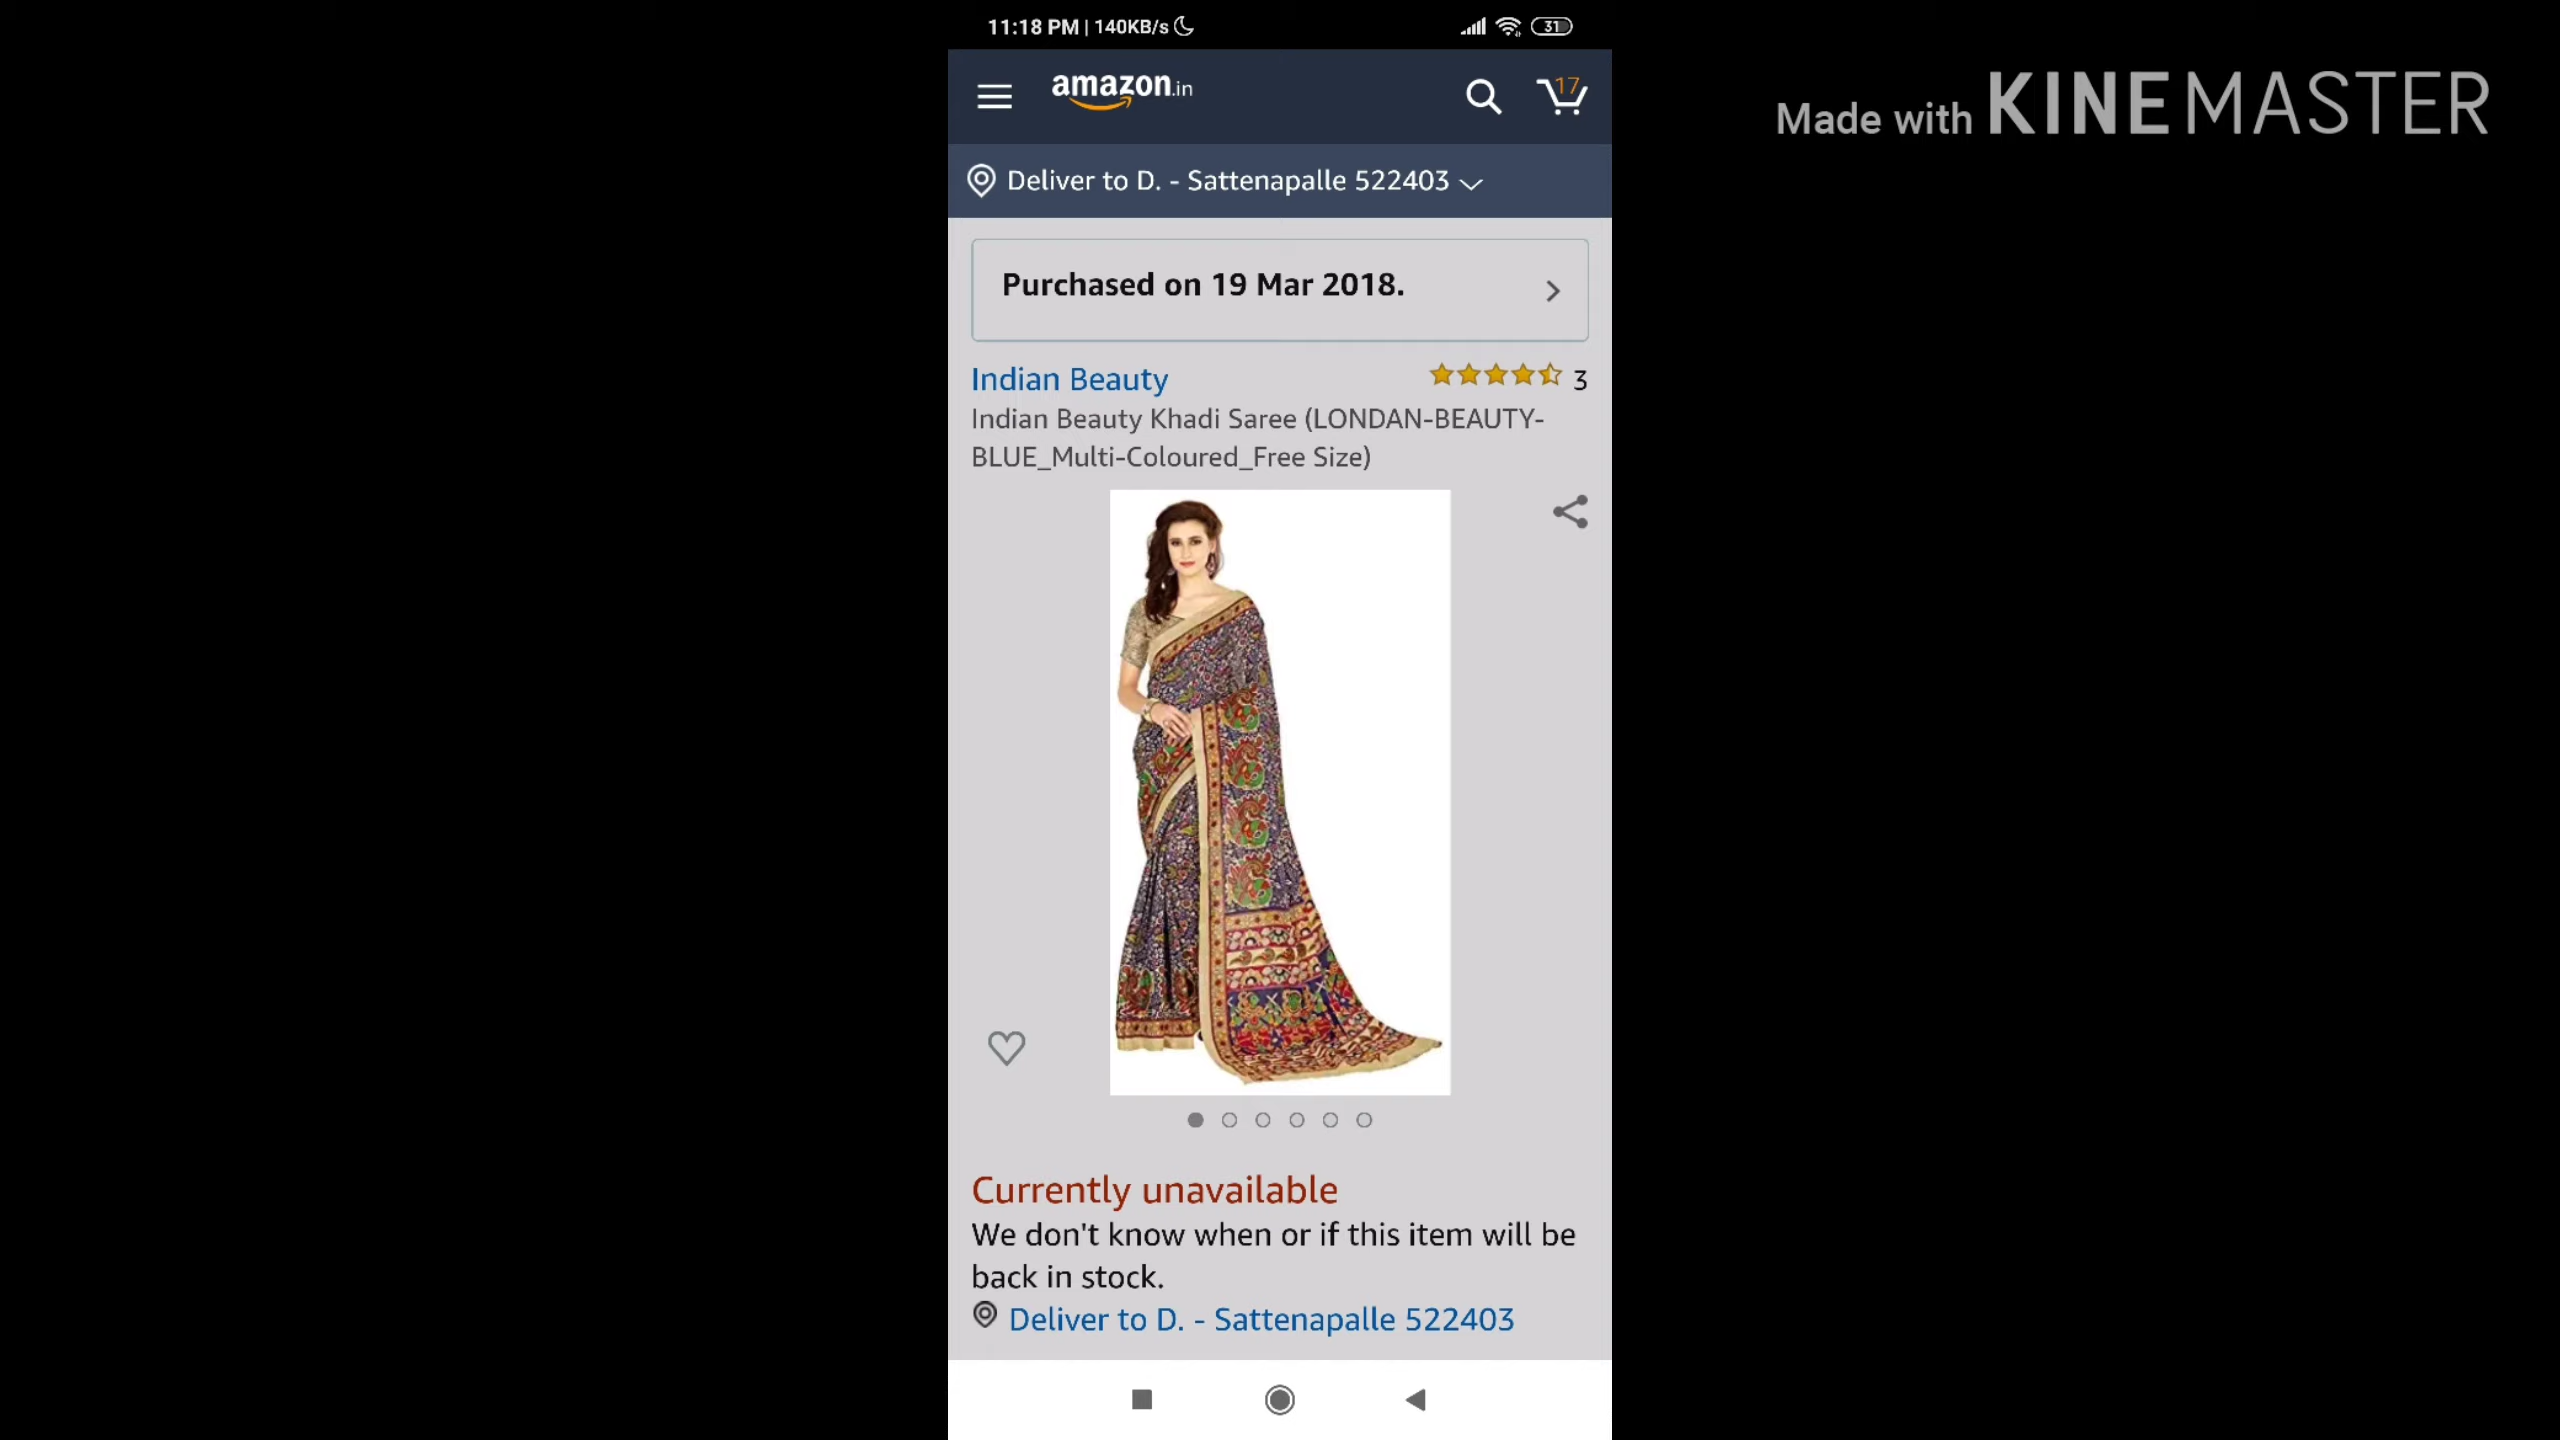 11:18 PM | 140KB/s
31
Made with KINEMASTER
amazon.in
17
Deliver to D. - Sattenapalle 522403
Purchased on 19 Mar 2018.
Indian Beauty
3
Indian Beauty Khadi Saree (LONDAN-BEAUTY-
BLUE_Multi-Coloured_Free Size)
Currently unavailable
We don't know when or if this item will be
back in stock.
Deliver to D. - Sattenapalle 522403